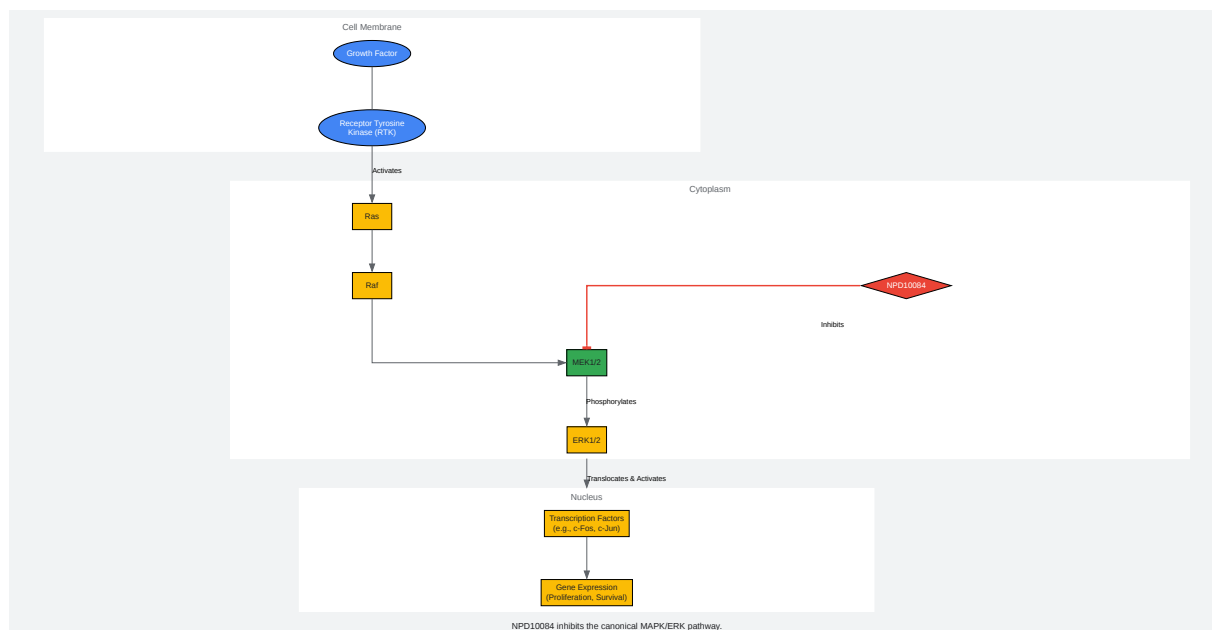 Cell Membrane
Growth Factor
Receptor Tyrosine
Kinase (RTK)
Activates
Cytoplasm
Ras
Raf
NPD10084
Inhibits
MEK1/2
Phosphorylates
ERK1/2
Translocates & Activates
Nucleus
Transcription Factors
(e.g., c-Fos, c-Jun)
Gene Expression
(Proliferation, Survival)
NPD10084 inhibits the canonical MAPK/ERK pathway.